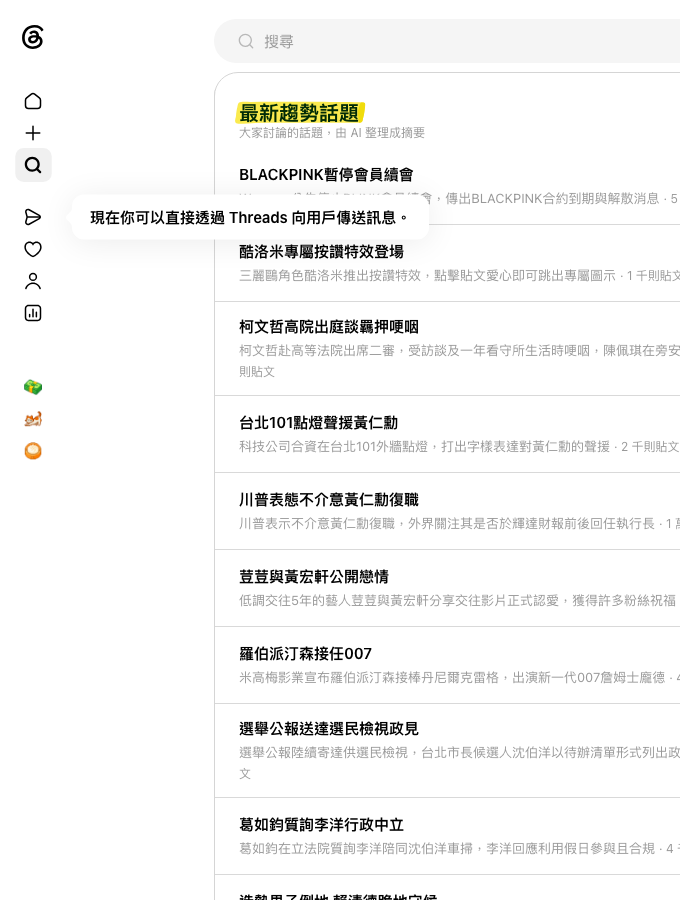 搜尋
最新趨勢話題
大家討論的話題，由 AI 整理成摘要
BLACKPINK暫停會員續會
，傳出BLACKPINK合約到期與解散消息 · 5
現在你可以直接透過 Threads 向用戶傳送訊息。
酷洛米專屬按讚特效登場
三麗鷗角色酷洛米推出按讚特效，點擊貼文愛心即可跳出專屬圖示 · 1 千則貼文
柯文哲高院出庭談羈押哽咽
柯文哲赴高等法院出席二審，受訪談及一年看守所生活時哽咽，陳佩琪在旁安
則貼文
台北101點燈聲援黃仁勳
科技公司合資在台北101外牆點燈，打出字樣表達對黃仁勳的聲援 · 2 千則貼文
川普表態不介意黃仁勳復職
川普表示不介意黃仁勳復職，外界關注其是否於輝達財報前後回任執行長 · 1 萬
荳荳與黃宏軒公開戀情
低調交往5年的藝人荳荳與黃宏軒分享交往影片正式認愛，獲得許多粉絲祝福
羅伯派汀森接任007
米高梅影業宣布羅伯派汀森接棒丹尼爾克雷格，出演新一代007詹姆士龐德 · 4
選舉公報送達選民檢視政見
選舉公報陸續寄達供選民檢視，台北市長候選人沈伯洋以待辦清單形式列出政
文
葛如鈞質詢李洋行政中立
葛如鈞在立法院質詢李洋陪同沈伯洋車掃，李洋回應利用假日參與且合規 · 4